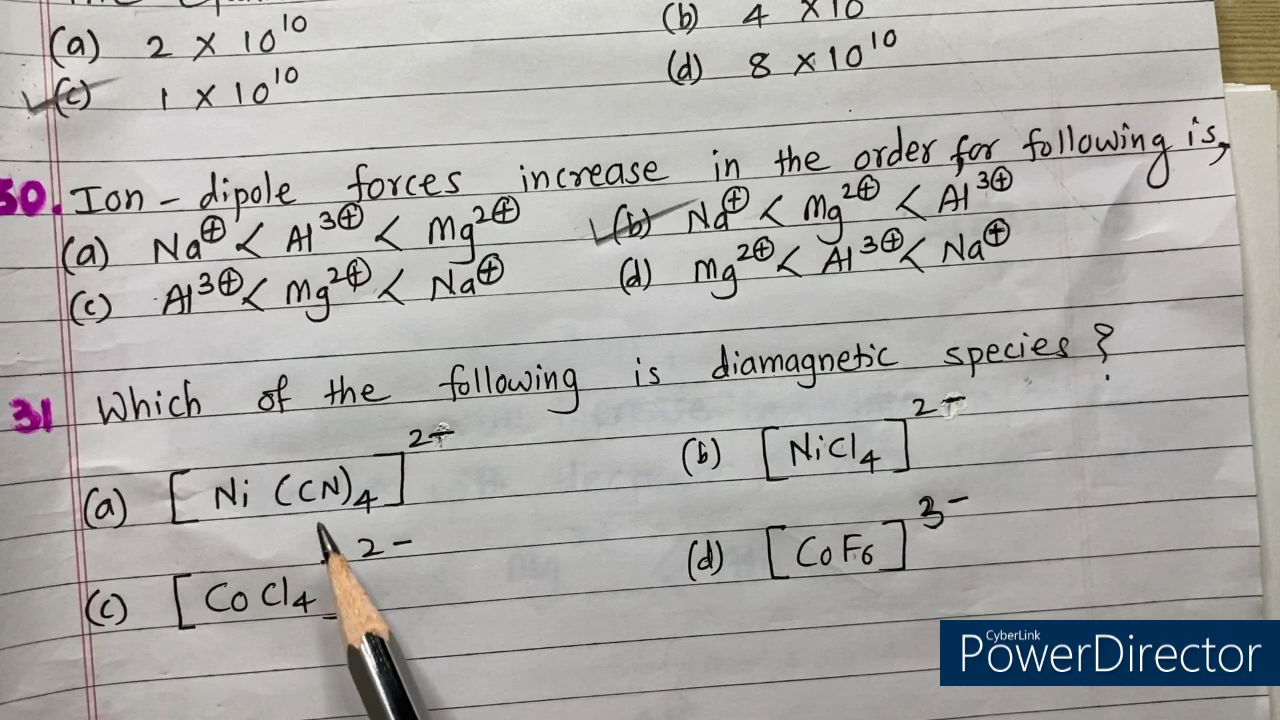 (a) 2 × 10¹⁰ (b) 4 × 10
(c) 1 × 10¹⁰ (d) 8 × 10¹⁰
30. Ion - dipole forces increase in the order for following is,
(a) Na⊕ < Al³⊕ < Mg²⊕ (b) Na⊕ < Mg²⊕ < Al³⊕
(c) Al³⊕ < Mg²⊕ < Na⊕ (d) Mg²⊕ < Al³⊕ < Na⊕
31 Which of the following is diamagnetic species?
(a) [Ni(CN)₄]²⁻ (b) [NiCl₄]²⁻
(c) [CoCl₄]²⁻ (d) [CoF₆]³⁻
CyberLink
PowerDirector